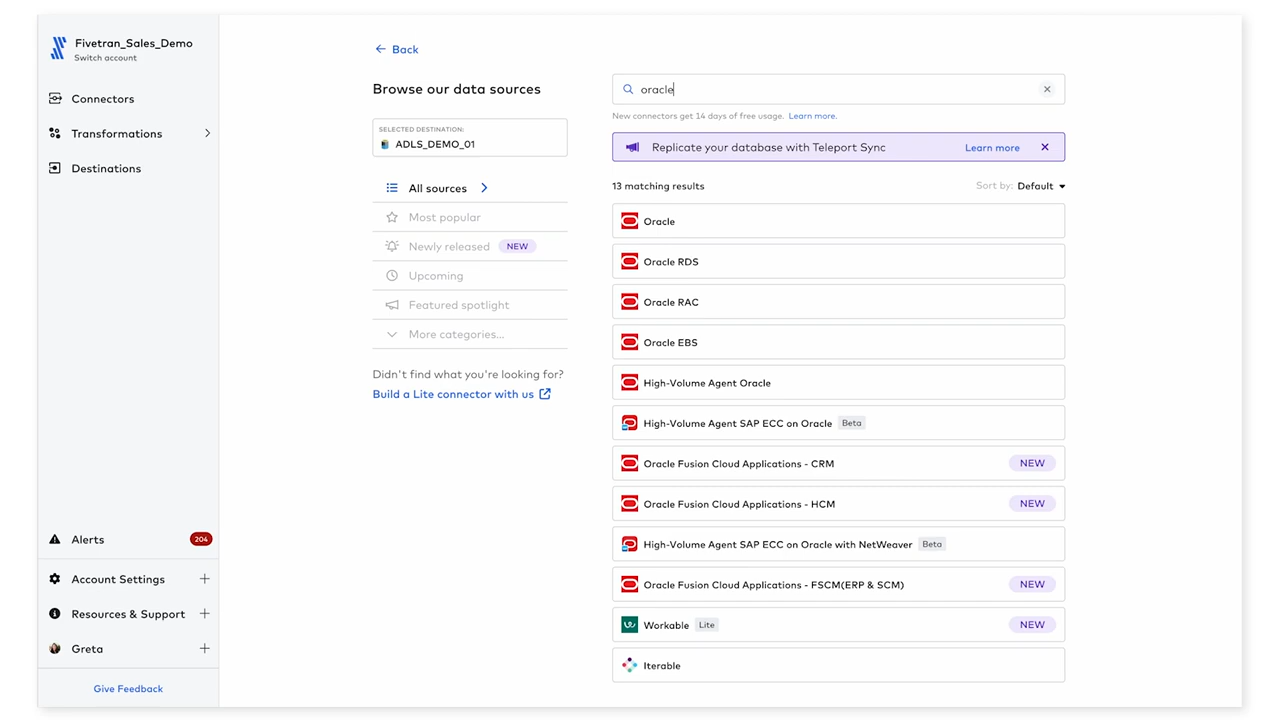 Fivetran_Sales_Demo
Switch account
Connectors
Transformations
Destinations
Alerts
204
Account Settings
Resources & Support
Greta
Give Feedback
Back
Browse our data sources
SELECTED DESTINATION:
ADLS_DEMO_01
All sources
Most popular
Newly released NEW
Upcoming
Featured spotlight
More categories...
Didn't find what you're looking for?
Build a Lite connector with us
oracle
New connectors get 14 days of free usage. Learn more.
Replicate your database with Teleport Sync Learn more
13 matching results Sort by: Default
Oracle
Oracle RDS
Oracle RAC
Oracle EBS
High-Volume Agent Oracle
High-Volume Agent SAP ECC on Oracle Beta
Oracle Fusion Cloud Applications - CRM NEW
Oracle Fusion Cloud Applications - HCM NEW
High-Volume Agent SAP ECC on Oracle with NetWeaver Beta
Oracle Fusion Cloud Applications - FSCM(ERP & SCM) NEW
Workable Lite NEW
Iterable